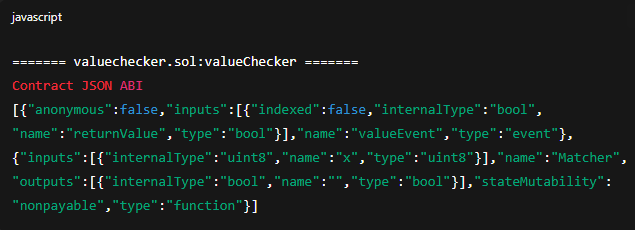 javascript
======= valuechecker.sol:valueChecker =======
Contract JSON ABI
[{"anonymous":false,"inputs":[{"indexed":false,"internalType":"bool",
"name":"returnValue","type":"bool"}],"name":"valueEvent","type":"event"},
{"inputs":[{"internalType":"uint8","name":"x","type":"uint8"}],"name":"Matcher",
"outputs":[{"internalType":"bool","name":"","type":"bool"}],"stateMutability":
"nonpayable","type":"function"}]